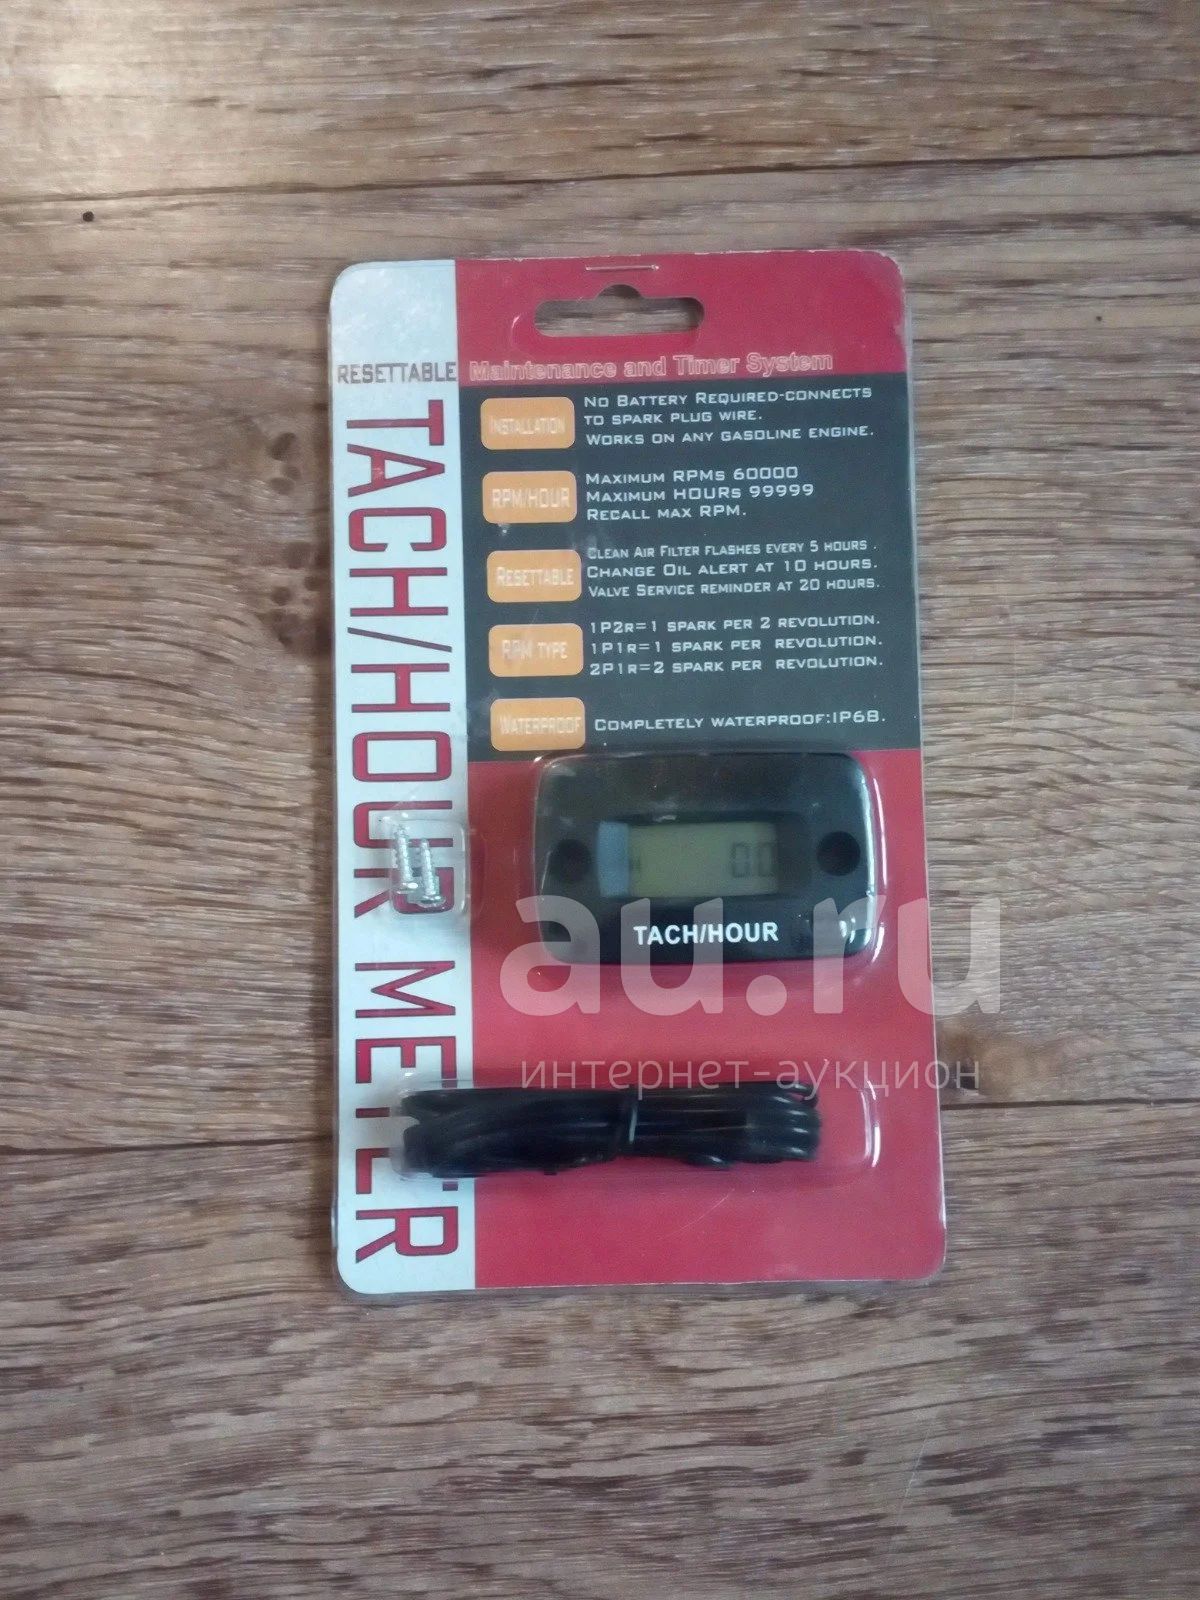 RESETTABLE
TACH/HOUR METER
Maintenance and Timer System
INSTALLATION
NO BATTERY REQUIRED-CONNECTS
TO SPARK PLUG WIRE.
WORKS ON ANY GASOLINE ENGINE.
RPM/HOUR
MAXIMUM RPMs 60000
MAXIMUM HOURs 99999
RECALL MAX RPM.
RESETTABLE
CLEAN AIR FILTER FLASHES EVERY 5 HOURS .
CHANGE OIL ALERT AT 10 HOURS.
VALVE SERVICE REMINDER AT 20 HOURS.
RPM TYPE
1P2R=1 SPARK PER 2 REVOLUTION.
1P1R=1 SPARK PER REVOLUTION.
2P1R=2 SPARK PER REVOLUTION.
WATERPROOF
COMPLETELY WATERPROOF:IP68.
H 0.0
TACH/HOUR
au.ru
интернет-аукцион